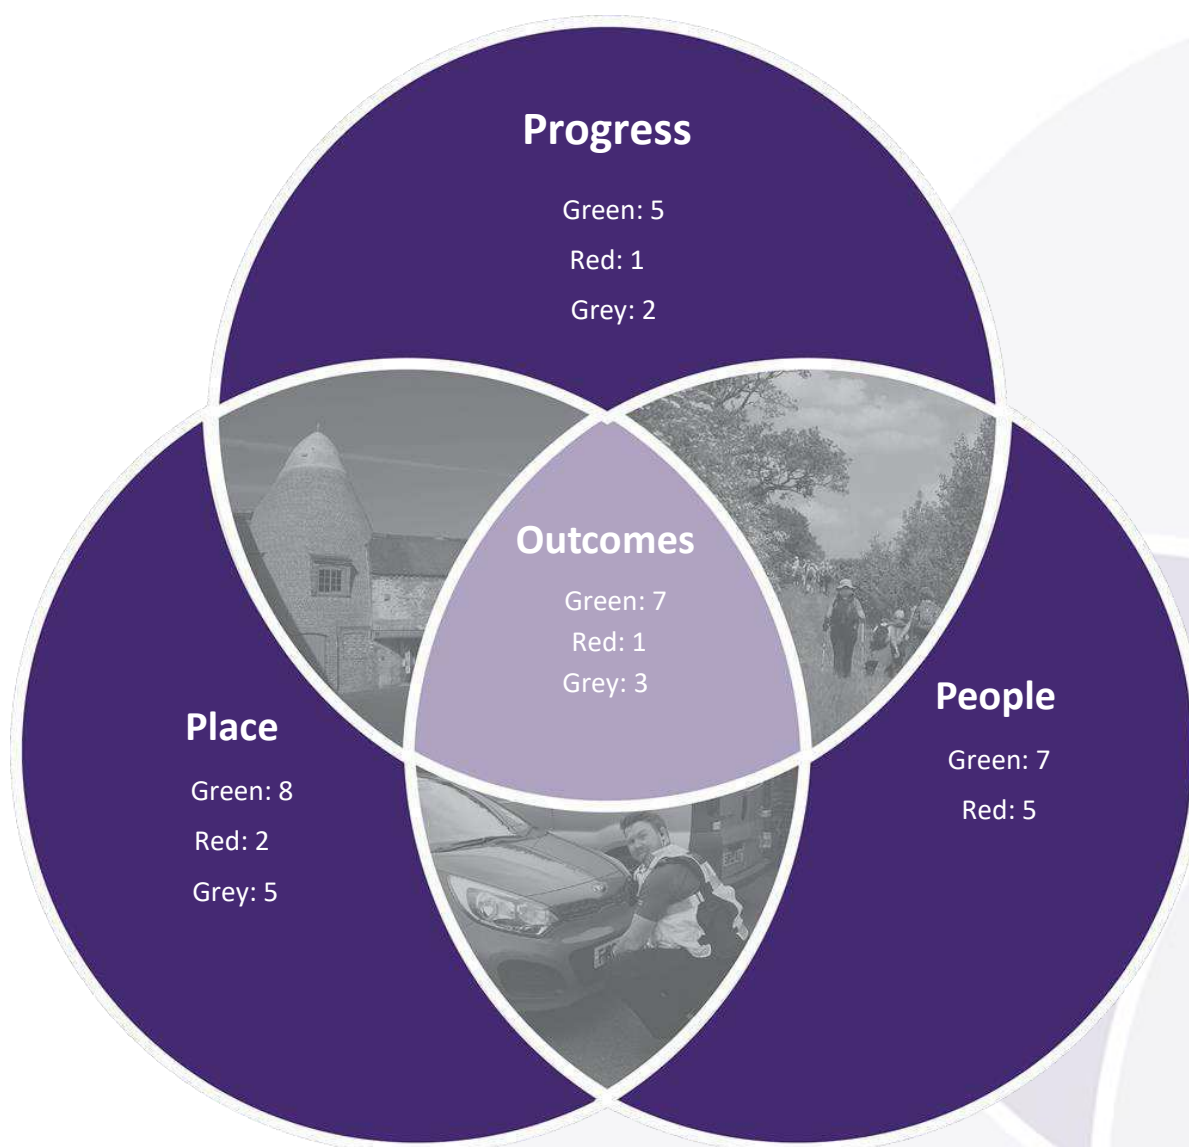 Progress
Green: 5
Red: 1
Grey: 2
Outcomes
Green: 7
Red: 1
Grey: 3
Place
Green: 8
Red: 2
Grey: 5
People
Green: 7
Red: 5